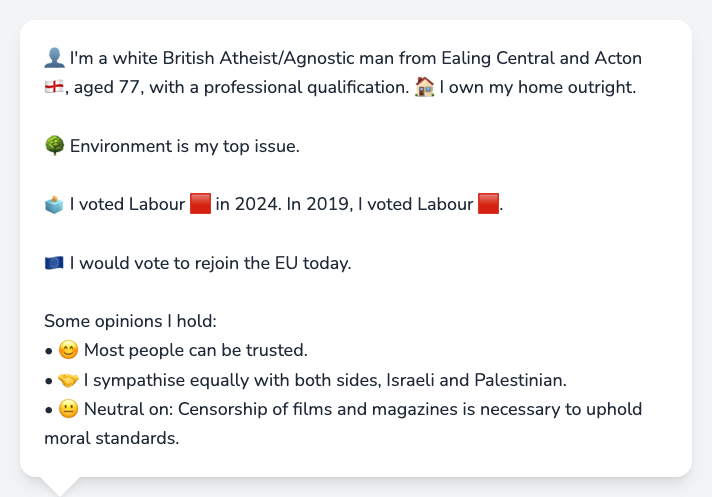 👤 I'm a white British Atheist/Agnostic man from Ealing Central and Acton
🏴󠁧󠁢󠁥󠁮󠁧󠁿, aged 77, with a professional qualification. 🏠 I own my home outright.
🌳 Environment is my top issue.
🗳️ I voted Labour 🟥 in 2024. In 2019, I voted Labour 🟥.
🇪🇺 I would vote to rejoin the EU today.
Some opinions I hold:
• 😊 Most people can be trusted.
• 🤝 I sympathise equally with both sides, Israeli and Palestinian.
• 😐 Neutral on: Censorship of films and magazines is necessary to uphold
moral standards.